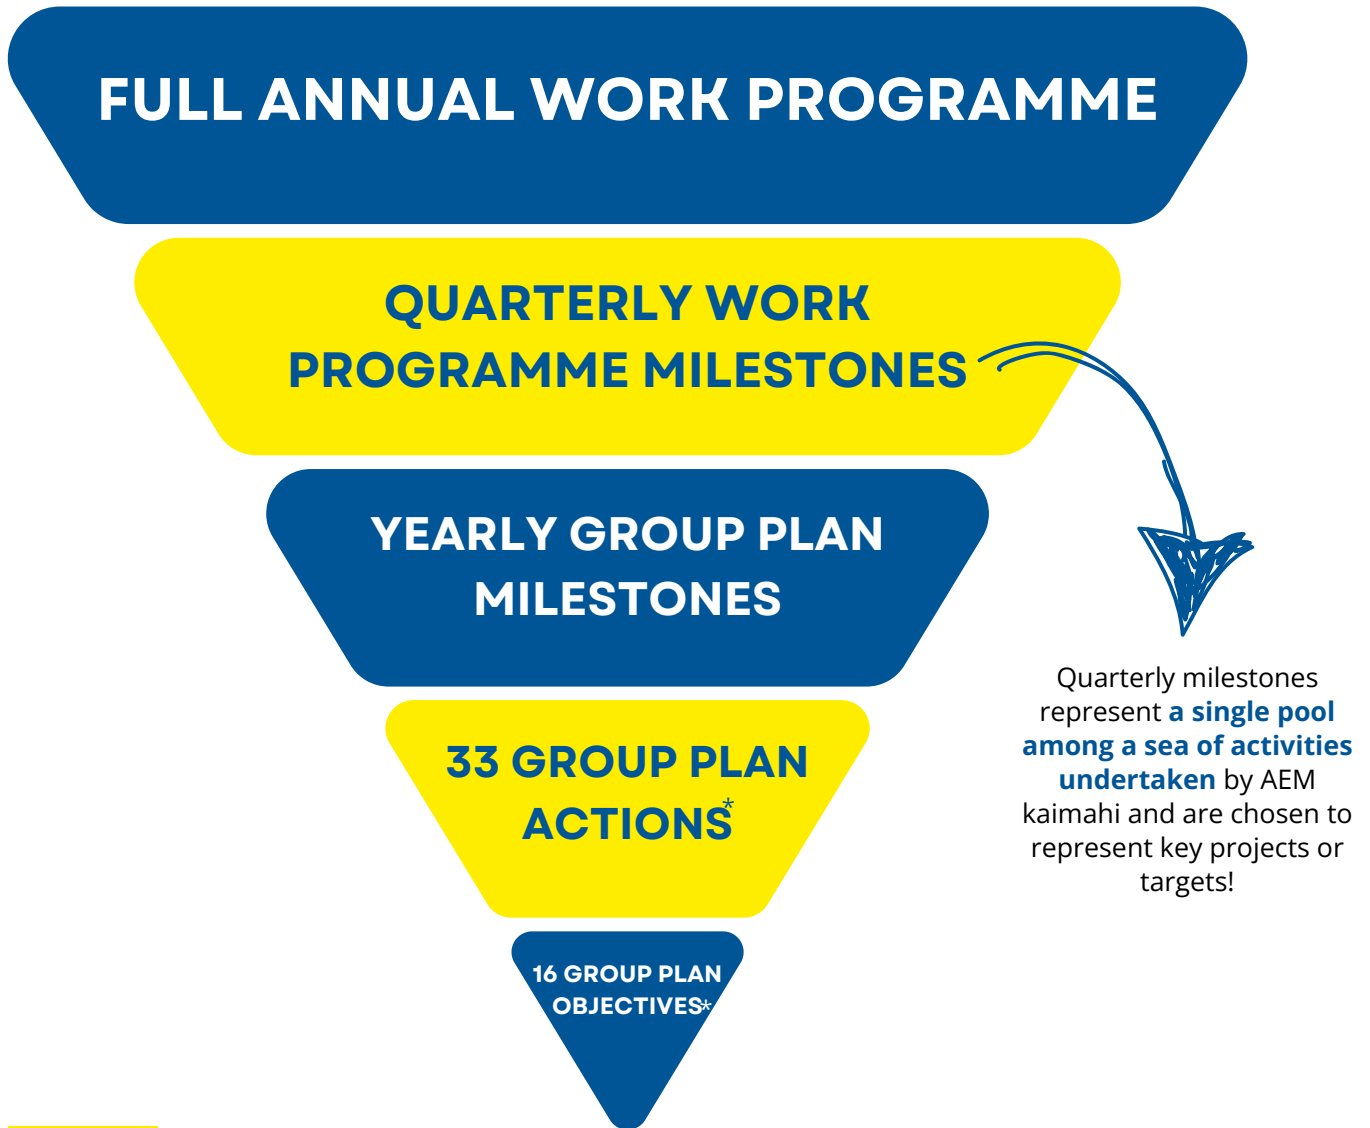 FULL ANNUAL WORK PROGRAMME
QUARTERLY WORK
PROGRAMME MILESTONES
YEARLY GROUP PLAN
MILESTONES
33 GROUP PLAN
ACTIONS*
16 GROUP PLAN
OBJECTIVES*
Quarterly milestones
represent a single pool
among a sea of activities
undertaken by AEM
kaimahi and are chosen to
represent key projects or
targets!